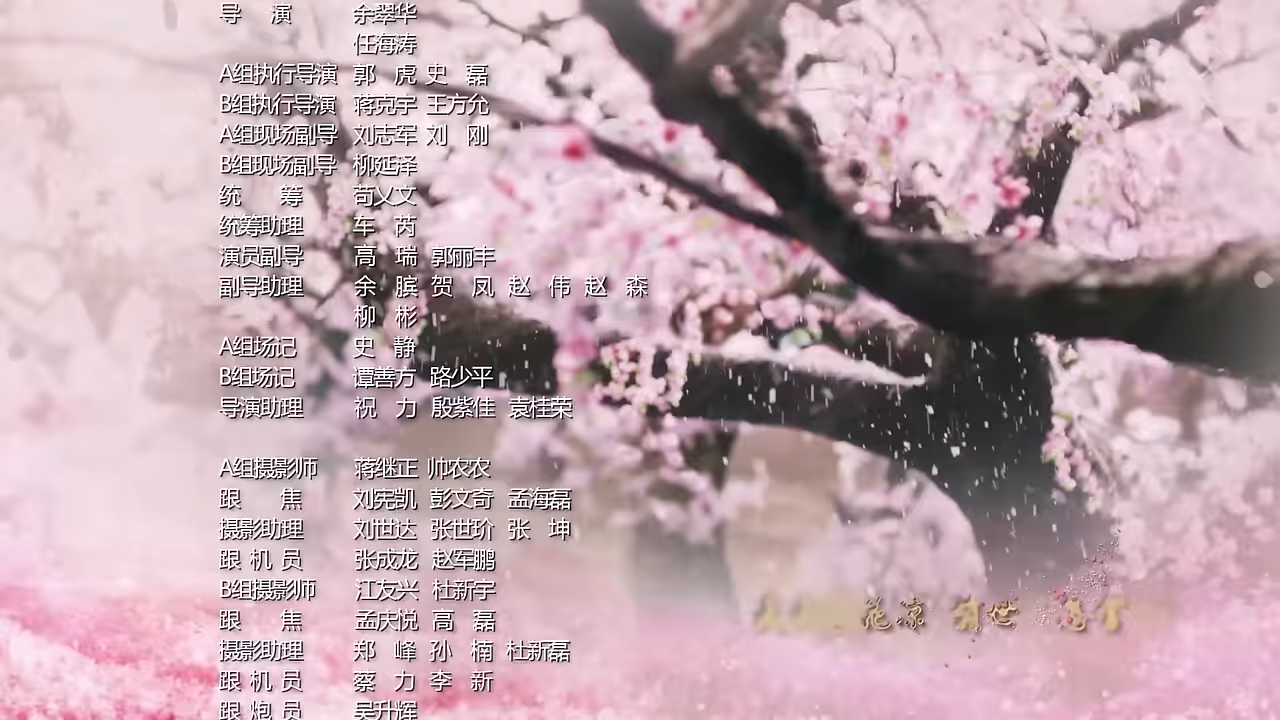 导 演 余翠华
任海涛
A组执行导演 郭 虎 史 磊
B组执行导演 蒋克宇 王方允
A组现场副导 刘志军 刘 刚
B组现场副导 柳延泽
统 筹 苟乂文
统筹助理 车 芮
演员副导 高 瑞 郭丽丰
副导助理 余 膑 贺 凤 赵 伟 赵 森
柳 彬
A组场记 史 静
B组场记 谭善方 路少平
导演助理 祝 力 殷紫佳 袁桂荣
A组摄影师 蒋继正 帅农农
跟 焦 刘宪凯 彭文奇 孟海磊
摄影助理 刘世达 张世玠 张 坤
跟 机 员 张成龙 赵军鹏
B组摄影师 江友兴 杜新宇
跟 焦 孟庆悦 高 磊
摄影助理 郑 峰 孙 楠 杜新磊
跟 机 员 蔡 力 李 新
跟 炮 员 吴升辉